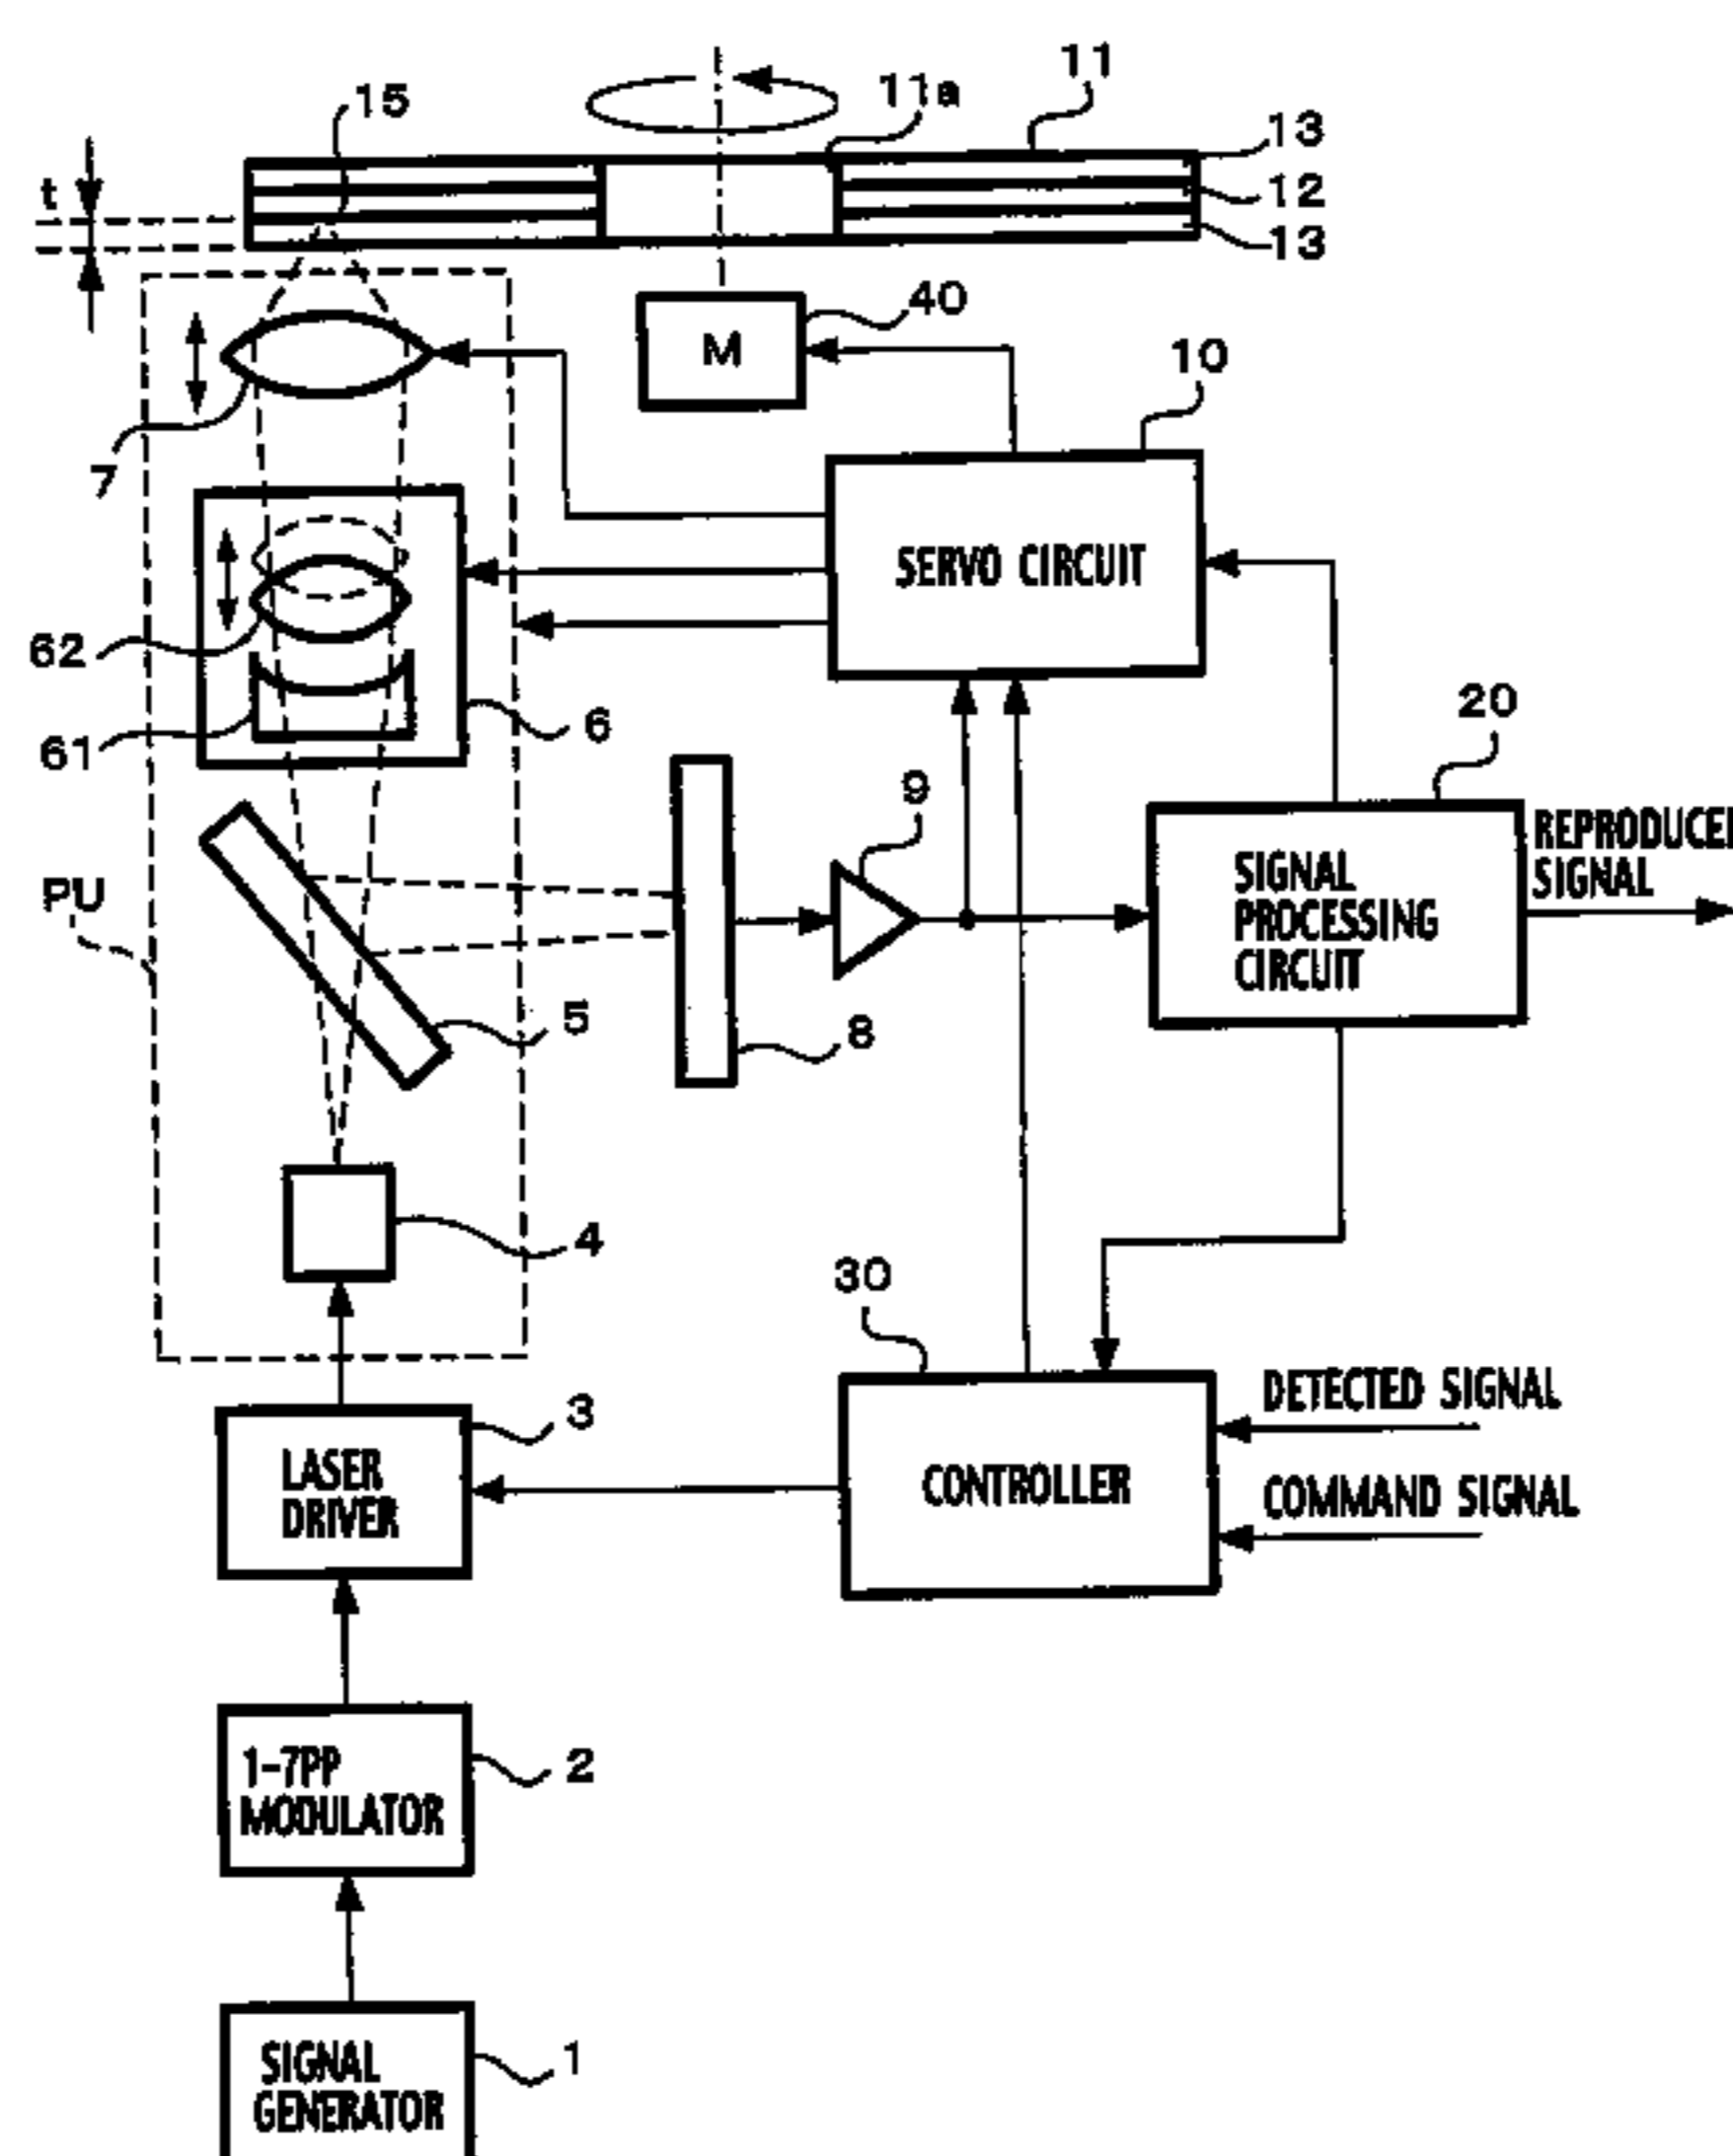 11
15
11a
13
t
12
13
40
M
10
7
SERVO CIRCUIT
62
20
61
6
9
REPRODUCED
SIGNAL
SIGNAL
PROCESSING
CIRCUIT
PU
5
8
4
30
DETECTED SIGNAL
3
LASER
DRIVER
CONTROLLER
COMMAND SIGNAL
1-7PP
MODULATOR
2
SIGNAL
GENERATOR
1